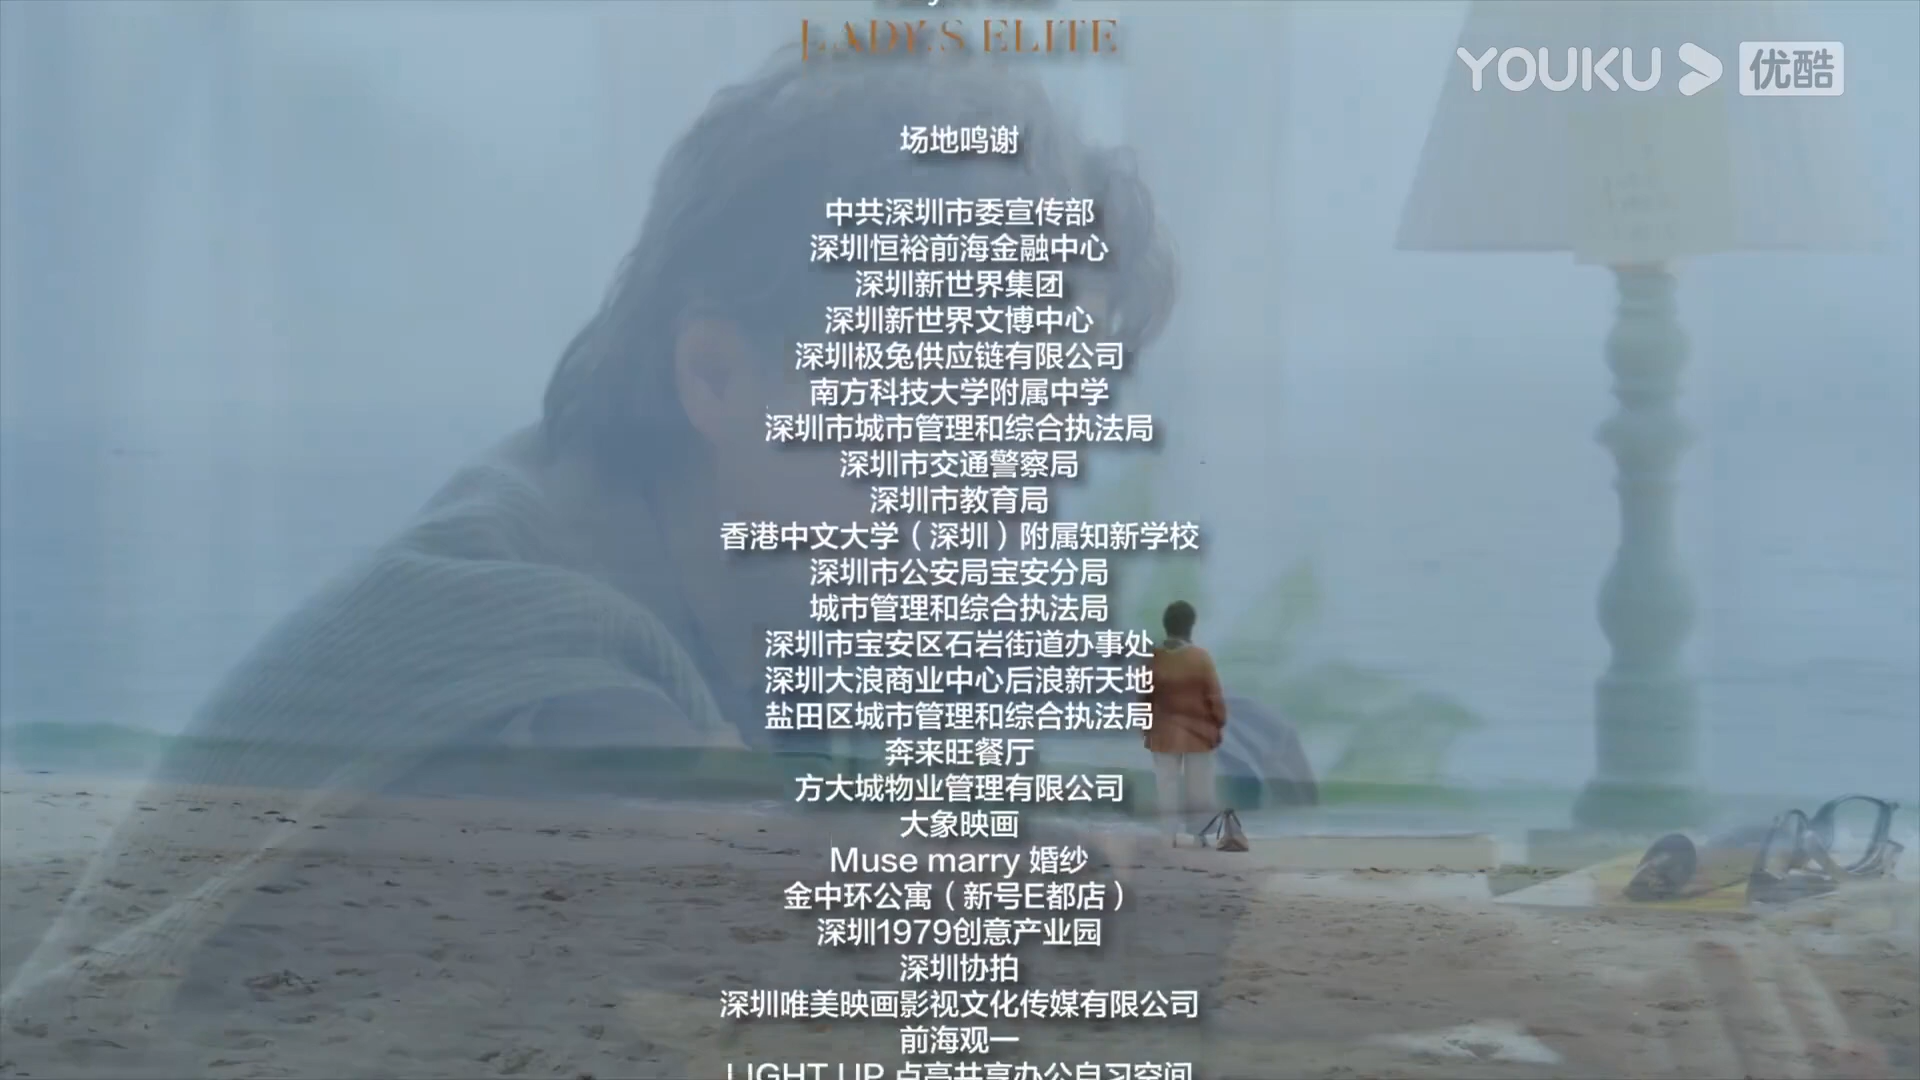 LADY.S ELITE
YOUKU 优酷
场地鸣谢
中共深圳市委宣传部
深圳恒裕前海金融中心
深圳新世界集团
深圳新世界文博中心
深圳极兔供应链有限公司
南方科技大学附属中学
深圳市城市管理和综合执法局
深圳市交通警察局
深圳市教育局
香港中文大学（深圳）附属知新学校
深圳市公安局宝安分局
城市管理和综合执法局
深圳市宝安区石岩街道办事处
深圳大浪商业中心后浪新天地
盐田区城市管理和综合执法局
奔来旺餐厅
方大城物业管理有限公司
大象映画
Muse marry 婚纱
金中环公寓（新号E都店）
深圳1979创意产业园
深圳协拍
深圳唯美映画影视文化传媒有限公司
前海观一
LIGHT UP 点亮共享办公自习空间